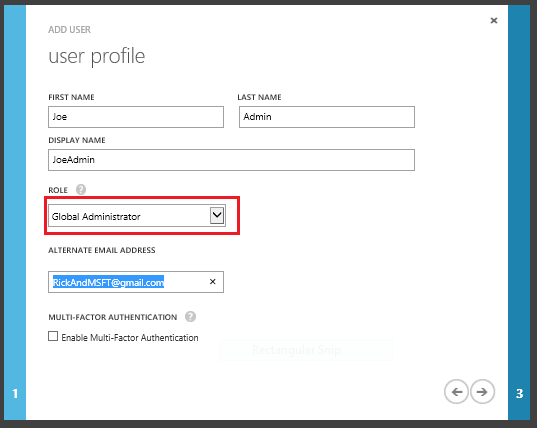 ADD USER
user profile
FIRST NAME LAST NAME
Joe Admin
DISPLAY NAME
JoeAdmin
ROLE ?
Global Administrator
ALTERNATE EMAIL ADDRESS
RickAndMSFT@gmail.com
MULTI-FACTOR AUTHENTICATION ?
Enable Multi-Factor Authentication
Rectangular Snip
1 3